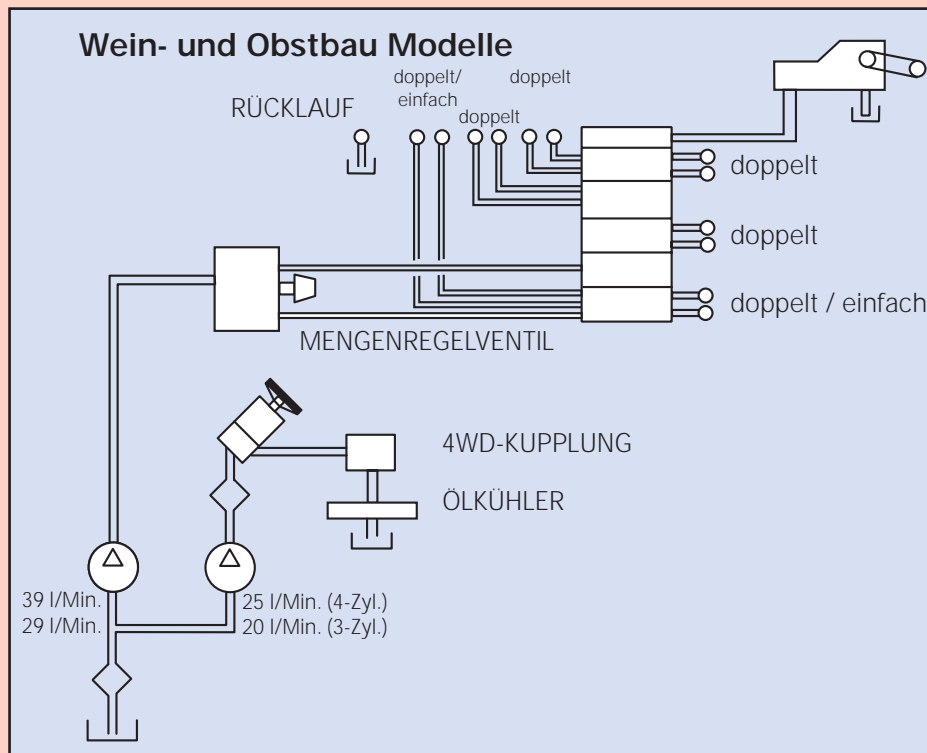 Wein- und Obstbau Modelle
doppelt/
einfach
doppelt
doppelt
RÜCKLAUF
doppelt
doppelt
doppelt / einfach
MENGENREGELVENTIL
4WD-KUPPLUNG
ÖLKÜHLER
39 l/Min.
29 l/Min.
25 l/Min. (4-Zyl.)
20 l/Min. (3-Zyl.)